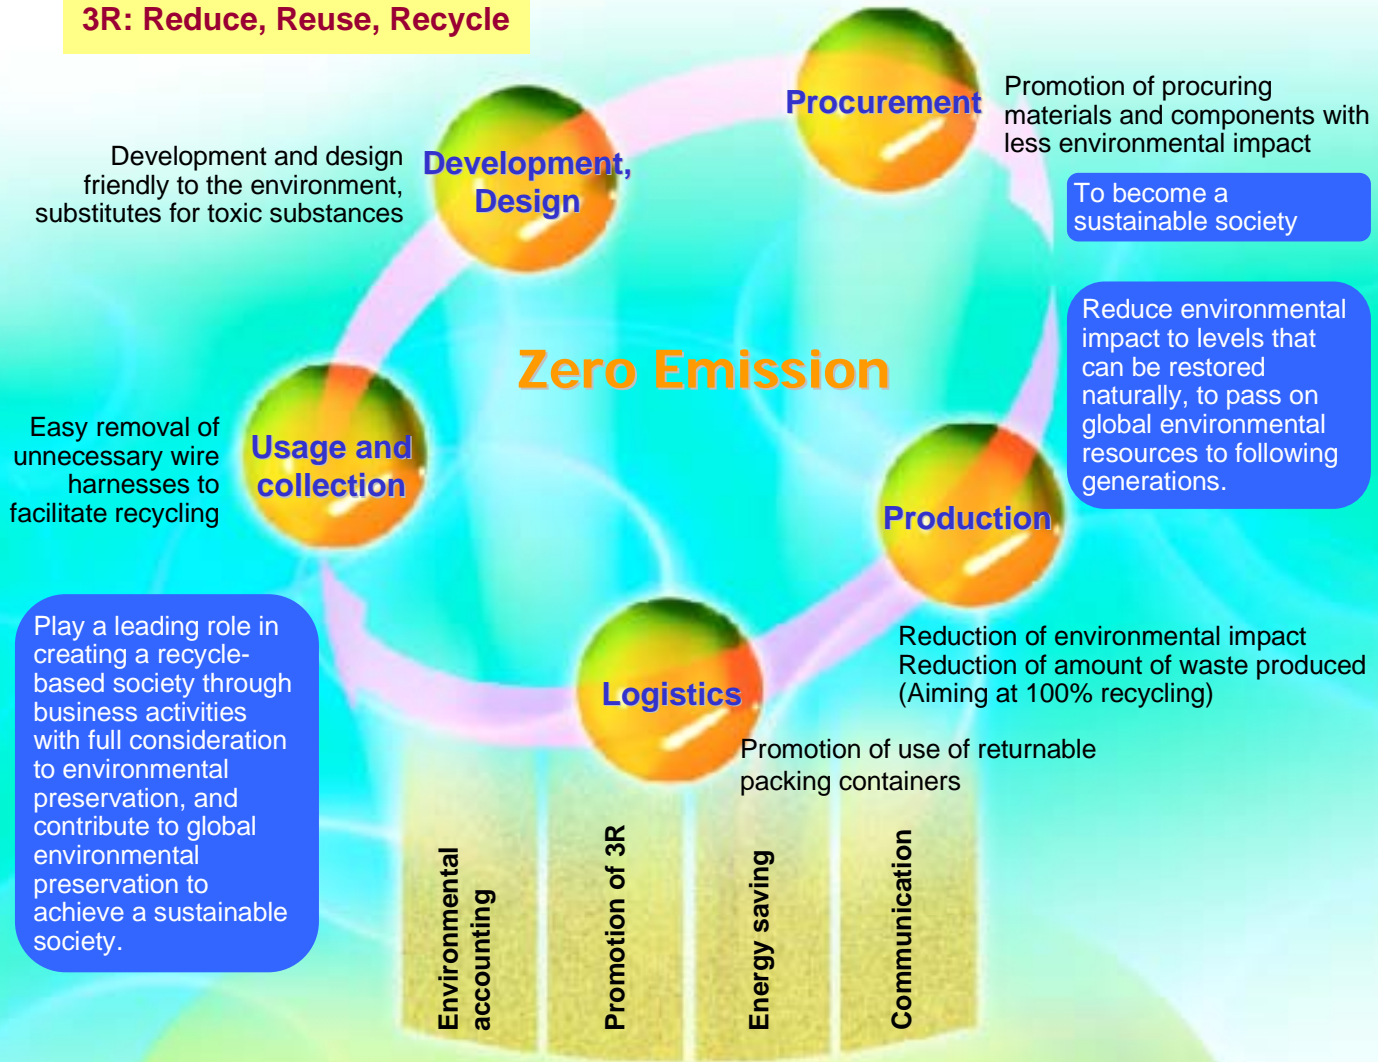 3R: Reduce, Reuse, Recycle
Procurement
Promotion of procuring
materials and components with
less environmental impact
Development and design
friendly to the environment,
substitutes for toxic substances
Development,
Design
To become a
sustainable society
Zero Emission
Reduce environmental
impact to levels that
can be restored
naturally, to pass on
global environmental
resources to following
generations.
Easy removal of
unnecessary wire
harnesses to
facilitate recycling
Usage and
collection
Production
Play a leading role in
creating a recycle-
based society through
business activities
with full consideration
to environmental
preservation, and
contribute to global
environmental
preservation to
achieve a sustainable
society.
Reduction of environmental impact
Reduction of amount of waste produced
(Aiming at 100% recycling)
Logistics
Promotion of use of returnable
packing containers
Environmental
accounting
Promotion of 3R
Energy saving
Communication